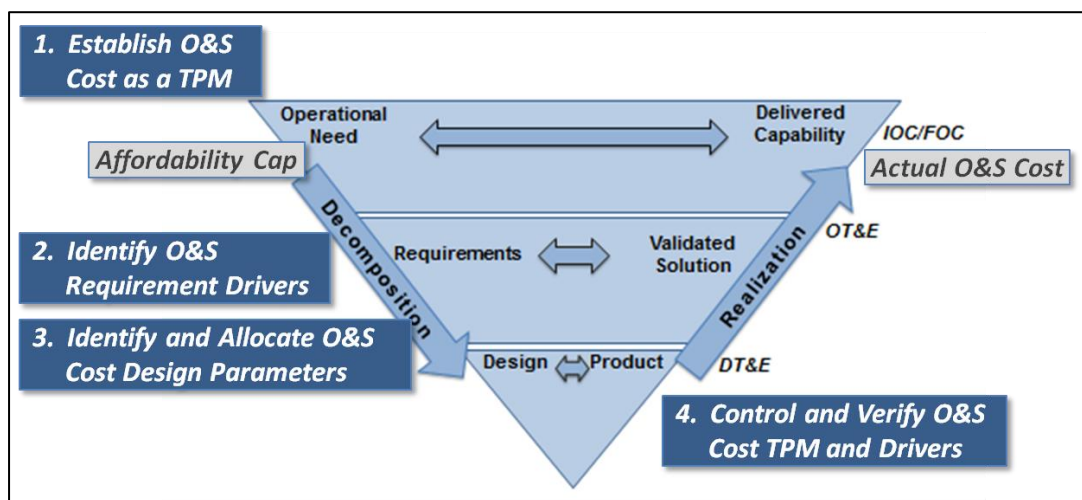 1. Establish O&S
Cost as a TPM
Operational
Need
Delivered
Capability
IOC/FOC
Affordability Cap
Actual O&S Cost
Decomposition
Realization
OT&E
2. Identify O&S
Requirement Drivers
Requirements
Validated
Solution
3. Identify and Allocate O&S
Cost Design Parameters
Design
Product
DT&E
4. Control and Verify O&S
Cost TPM and Drivers